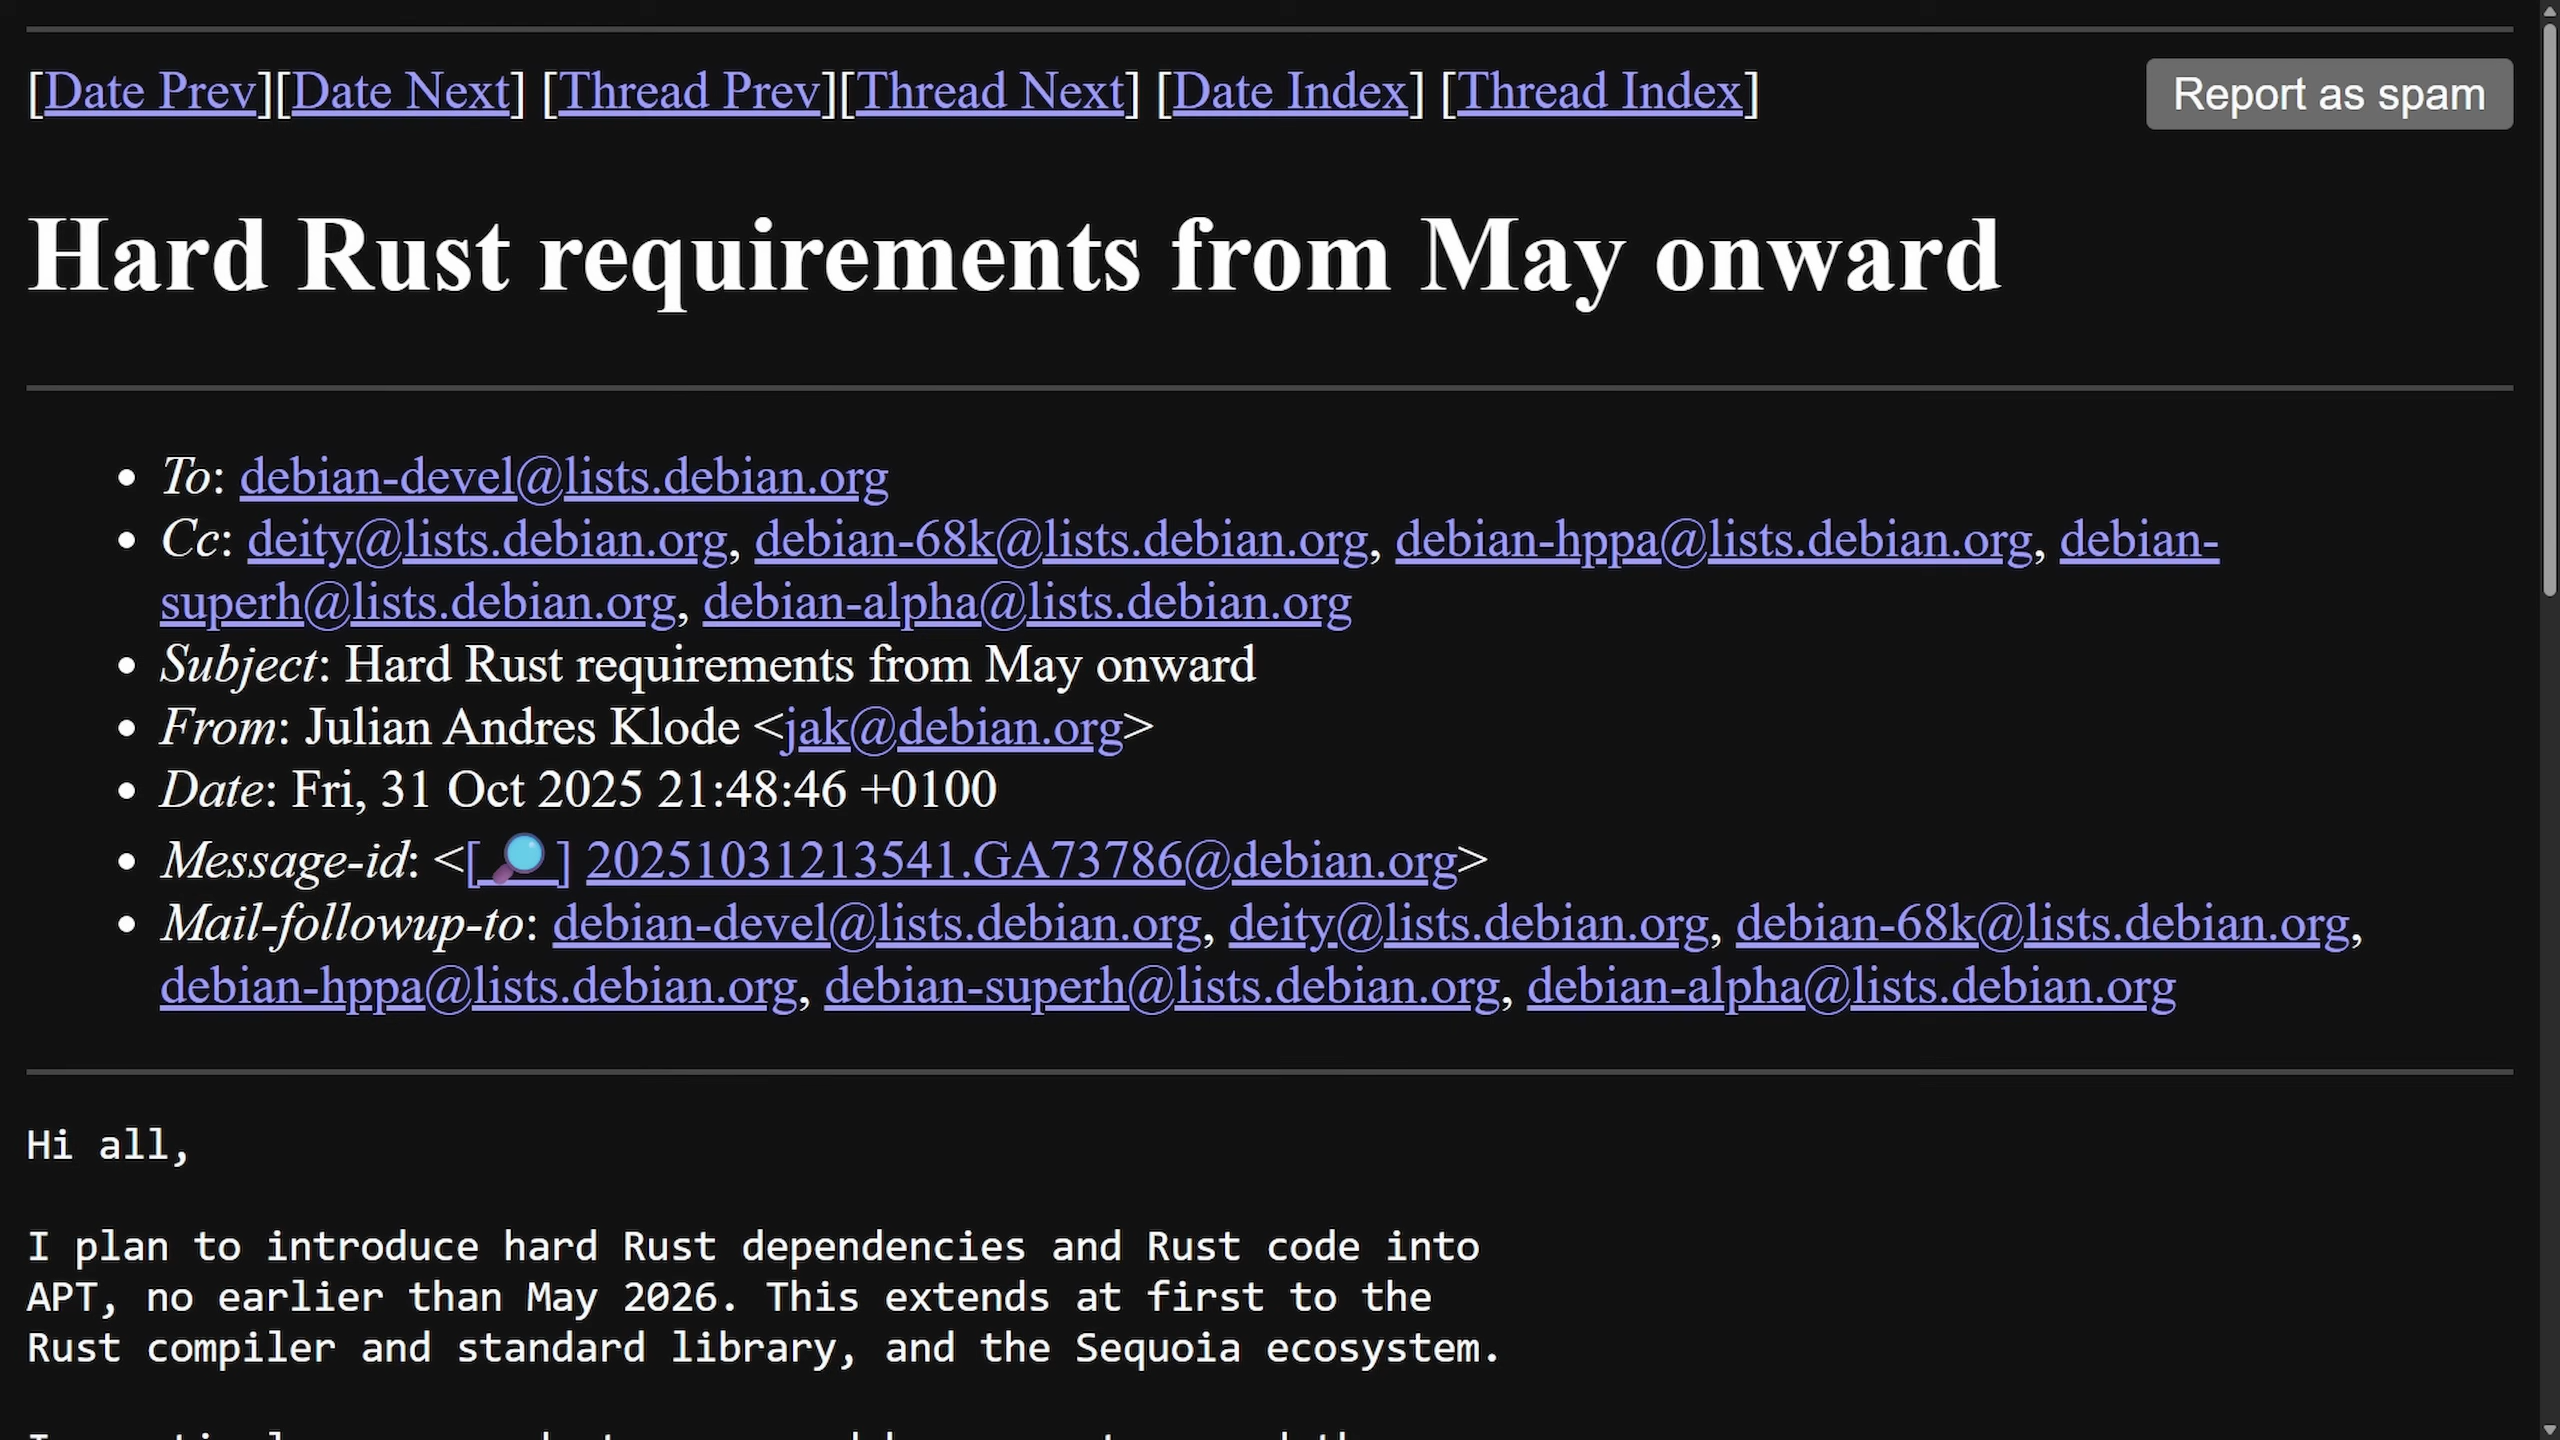 [Date Prev][Date Next] [Thread Prev][Thread Next] [Date Index] [Thread Index]
Report as spam
Hard Rust requirements from May onward
To: debian-devel@lists.debian.org
Cc: deity@lists.debian.org, debian-68k@lists.debian.org, debian-hppa@lists.debian.org, debian-
superh@lists.debian.org, debian-alpha@lists.debian.org
Subject: Hard Rust requirements from May onward
From: Julian Andres Klode <jak@debian.org>
Date: Fri, 31 Oct 2025 21:48:46 +0100
Message-id: <[🔎] 20251031213541.GA73786@debian.org>
Mail-followup-to: debian-devel@lists.debian.org, deity@lists.debian.org, debian-68k@lists.debian.org,
debian-hppa@lists.debian.org, debian-superh@lists.debian.org, debian-alpha@lists.debian.org
Hi all,
I plan to introduce hard Rust dependencies and Rust code into
APT, no earlier than May 2026. This extends at first to the
Rust compiler and standard library, and the Sequoia ecosystem.